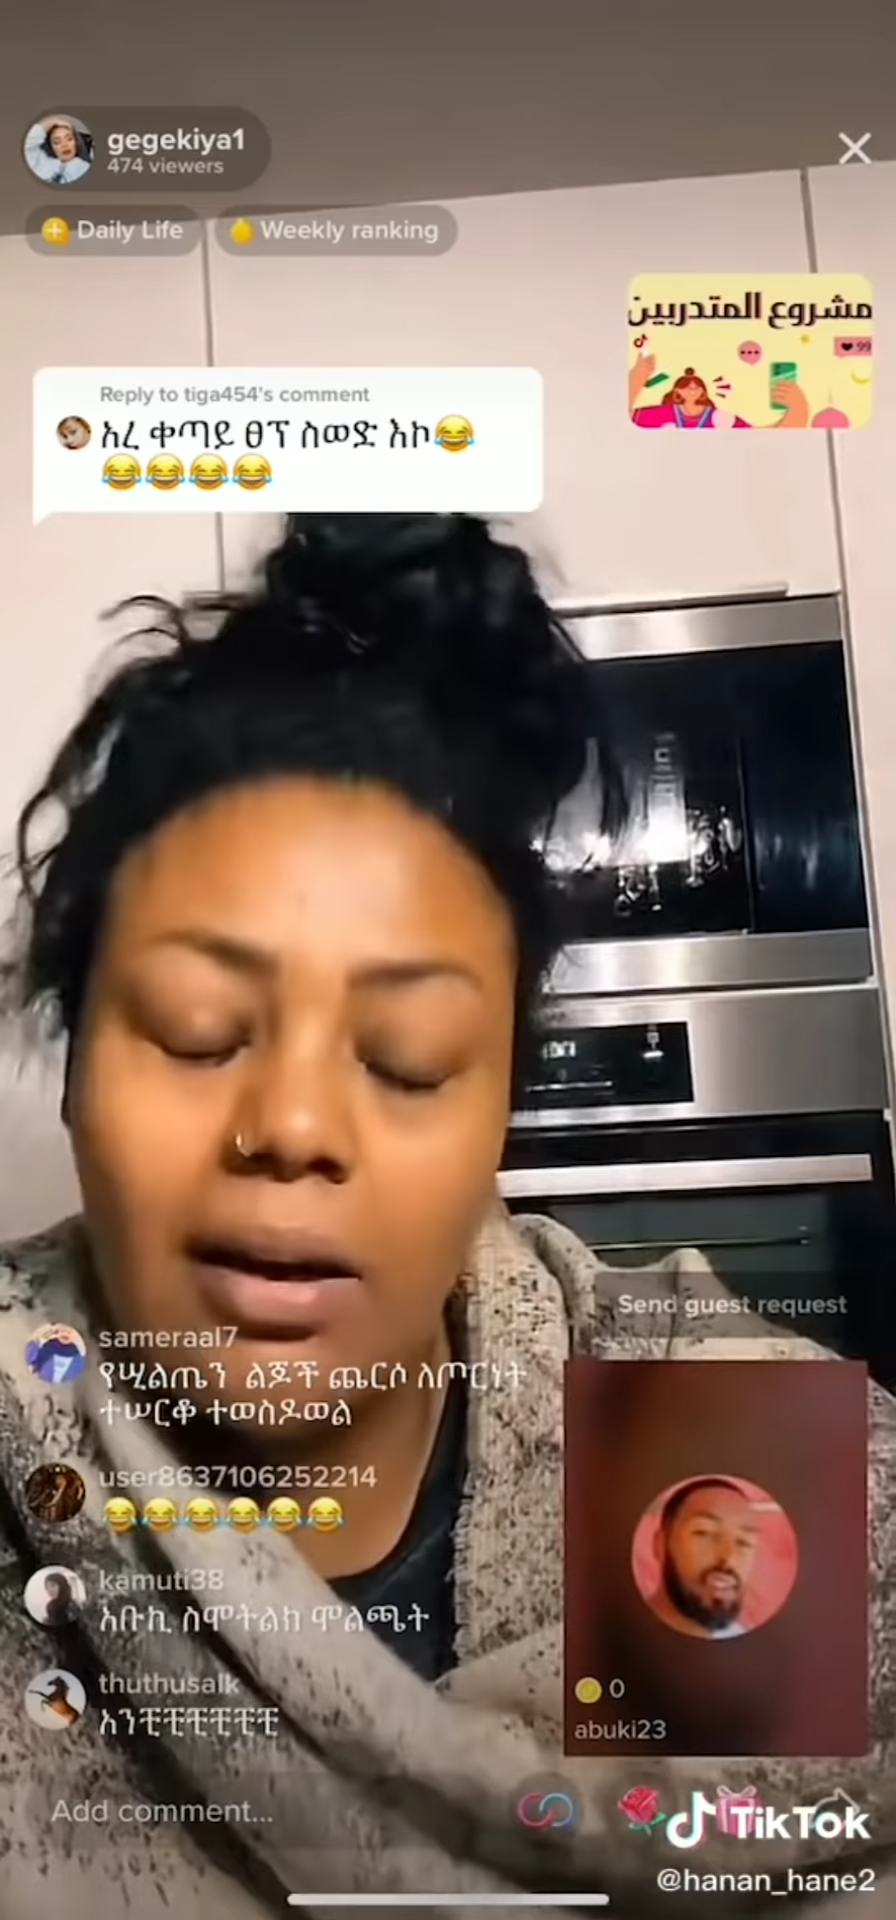 gegekiya1
474 viewers
Daily Life
Weekly ranking
مشروع المتدربين
99
Reply to tiga454's comment
አረ ቀጣይ ፀፕ ስወድ እኮ😂
😂😂😂😂
Send guest request
sameraal7
የሢልጤን ልጆች ጨርሶ ለጦርነት
ተሠርቆ ተወስዶወል
user8637106252214
😂😂😂😂😂😂
kamuti38
አቡኪ ስሞትልክ ሞልጫት
thuthusalk
አንቺቺቺቺቺቺ
0
abuki23
Add comment...
TikTok
@hanan_hane2